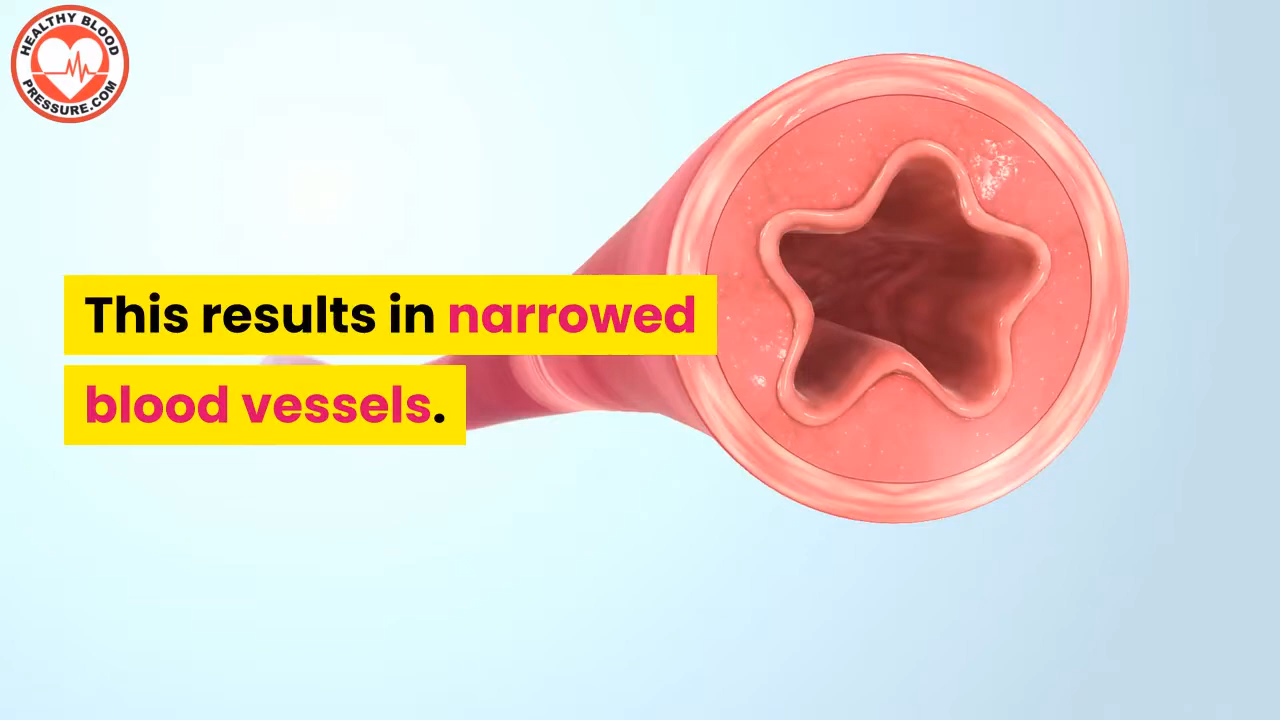 HEALTHY BLOOD
PRESSURE.COM
This results in narrowed
blood vessels.